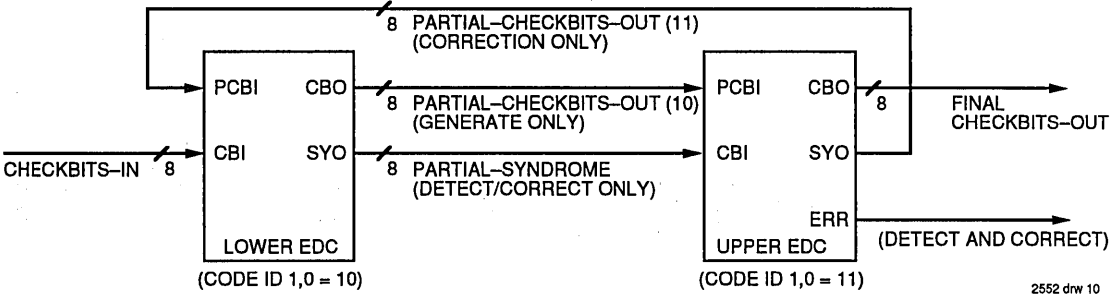 8 PARTIAL–CHECKBITS–OUT (11)
(CORRECTION ONLY)
PCBI CBO
8 PARTIAL–CHECKBITS–OUT (10)
(GENERATE ONLY)
PCBI CBO
8
FINAL
CHECKBITS–OUT
CHECKBITS–IN 8
CBI SYO
8 PARTIAL–SYNDROME
(DETECT/CORRECT ONLY)
CBI SYO
ERR
(DETECT AND CORRECT)
LOWER EDC
UPPER EDC
(CODE ID 1,0 = 10)
(CODE ID 1,0 = 11)
2552 drw 10